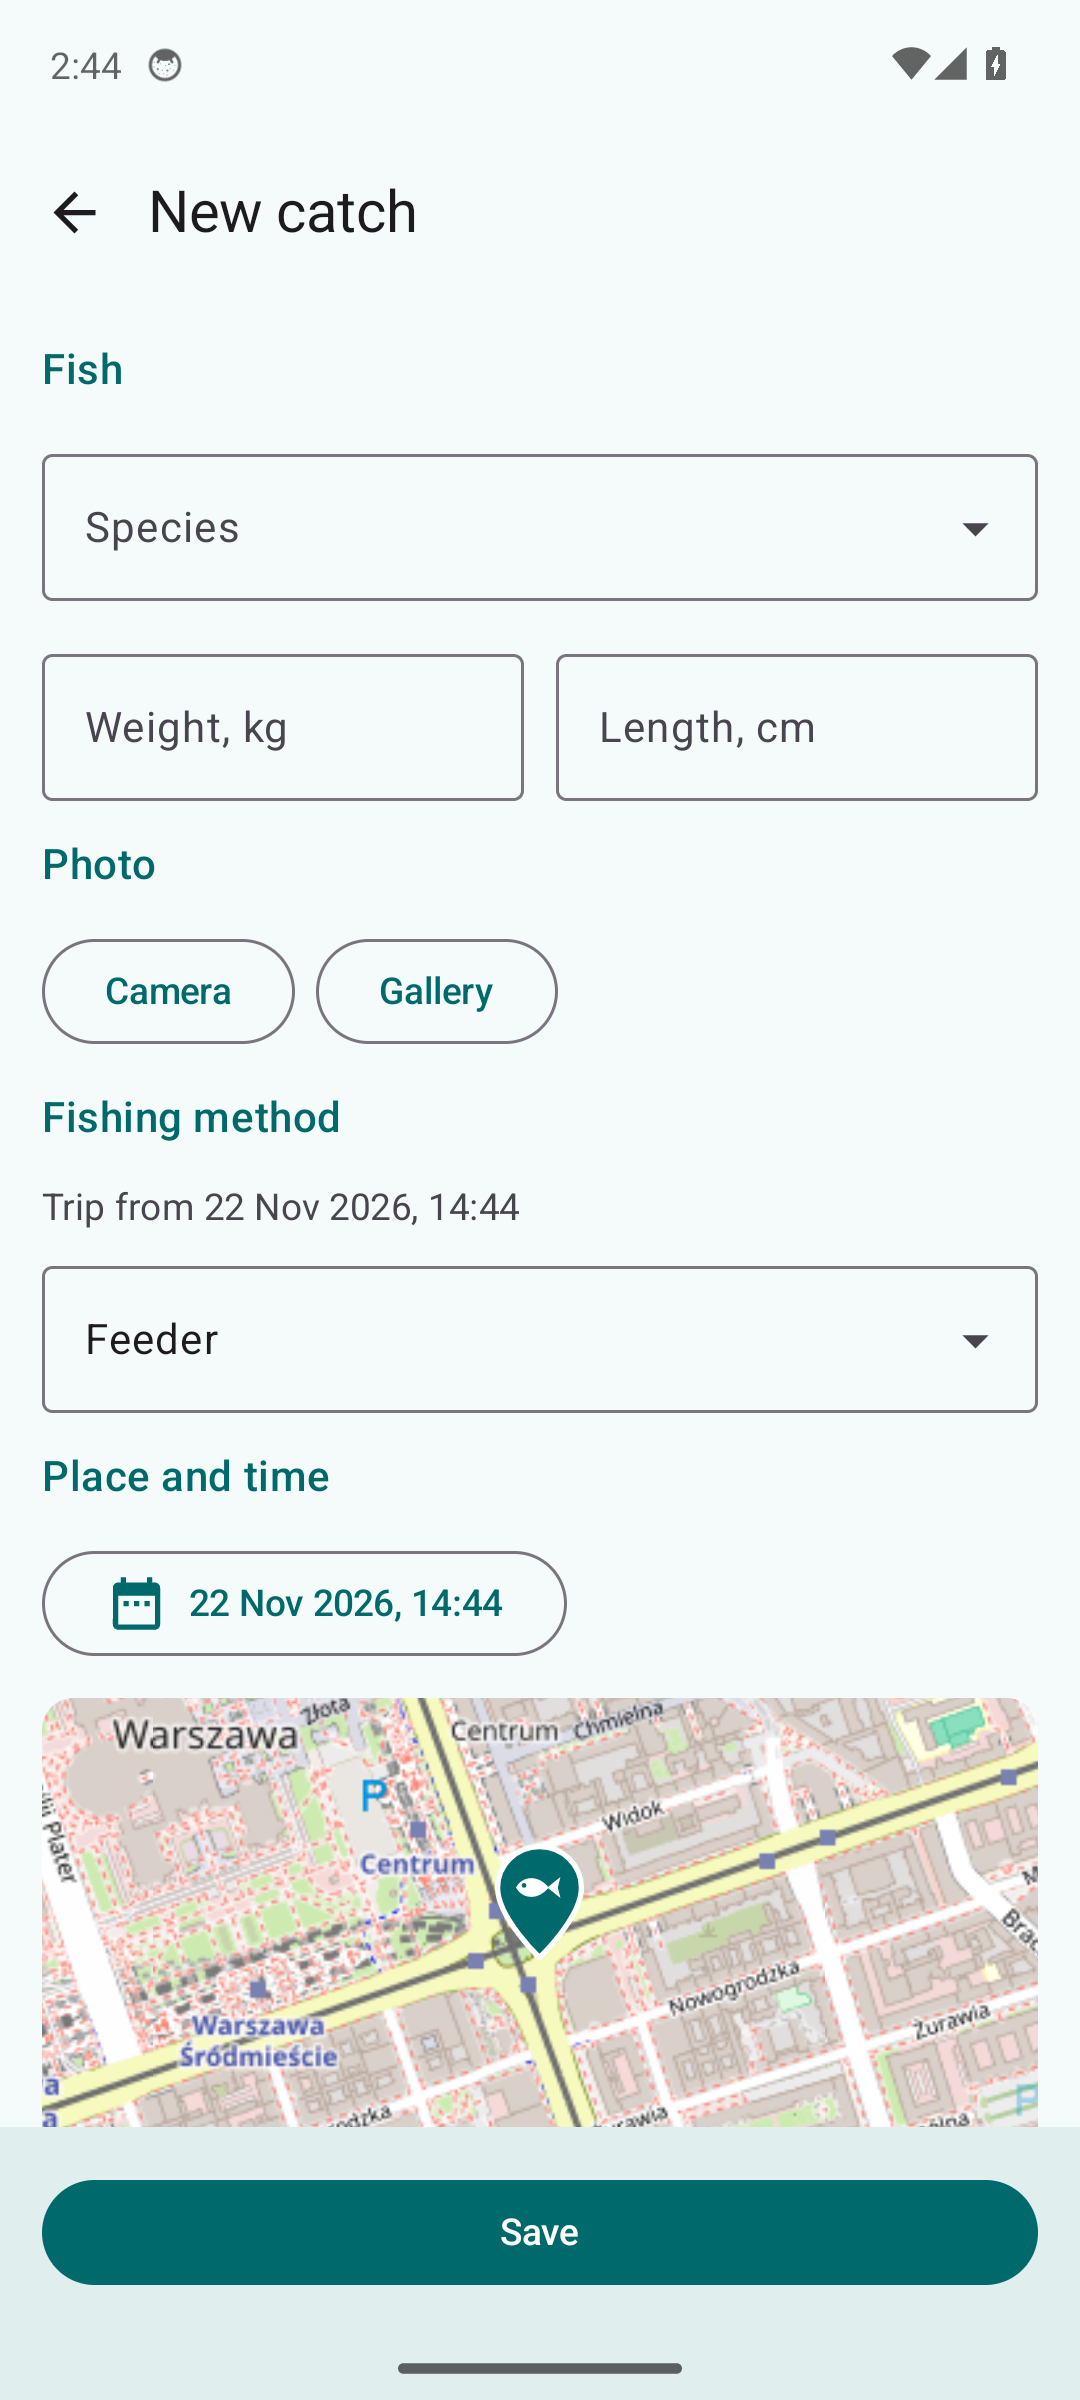 2:44
New catch
Fish
Species
Weight, kg
Length, cm
Photo
Camera
Gallery
Fishing method
Trip from 22 Nov 2026, 14:44
Feeder
Place and time
22 Nov 2026, 14:44
Warszawa
Złota
Centrum
Chmielna
P
Widok
Plater
Centrum
Nowogrodzka
Żurawia
Warszawa
Śródmieście
Save